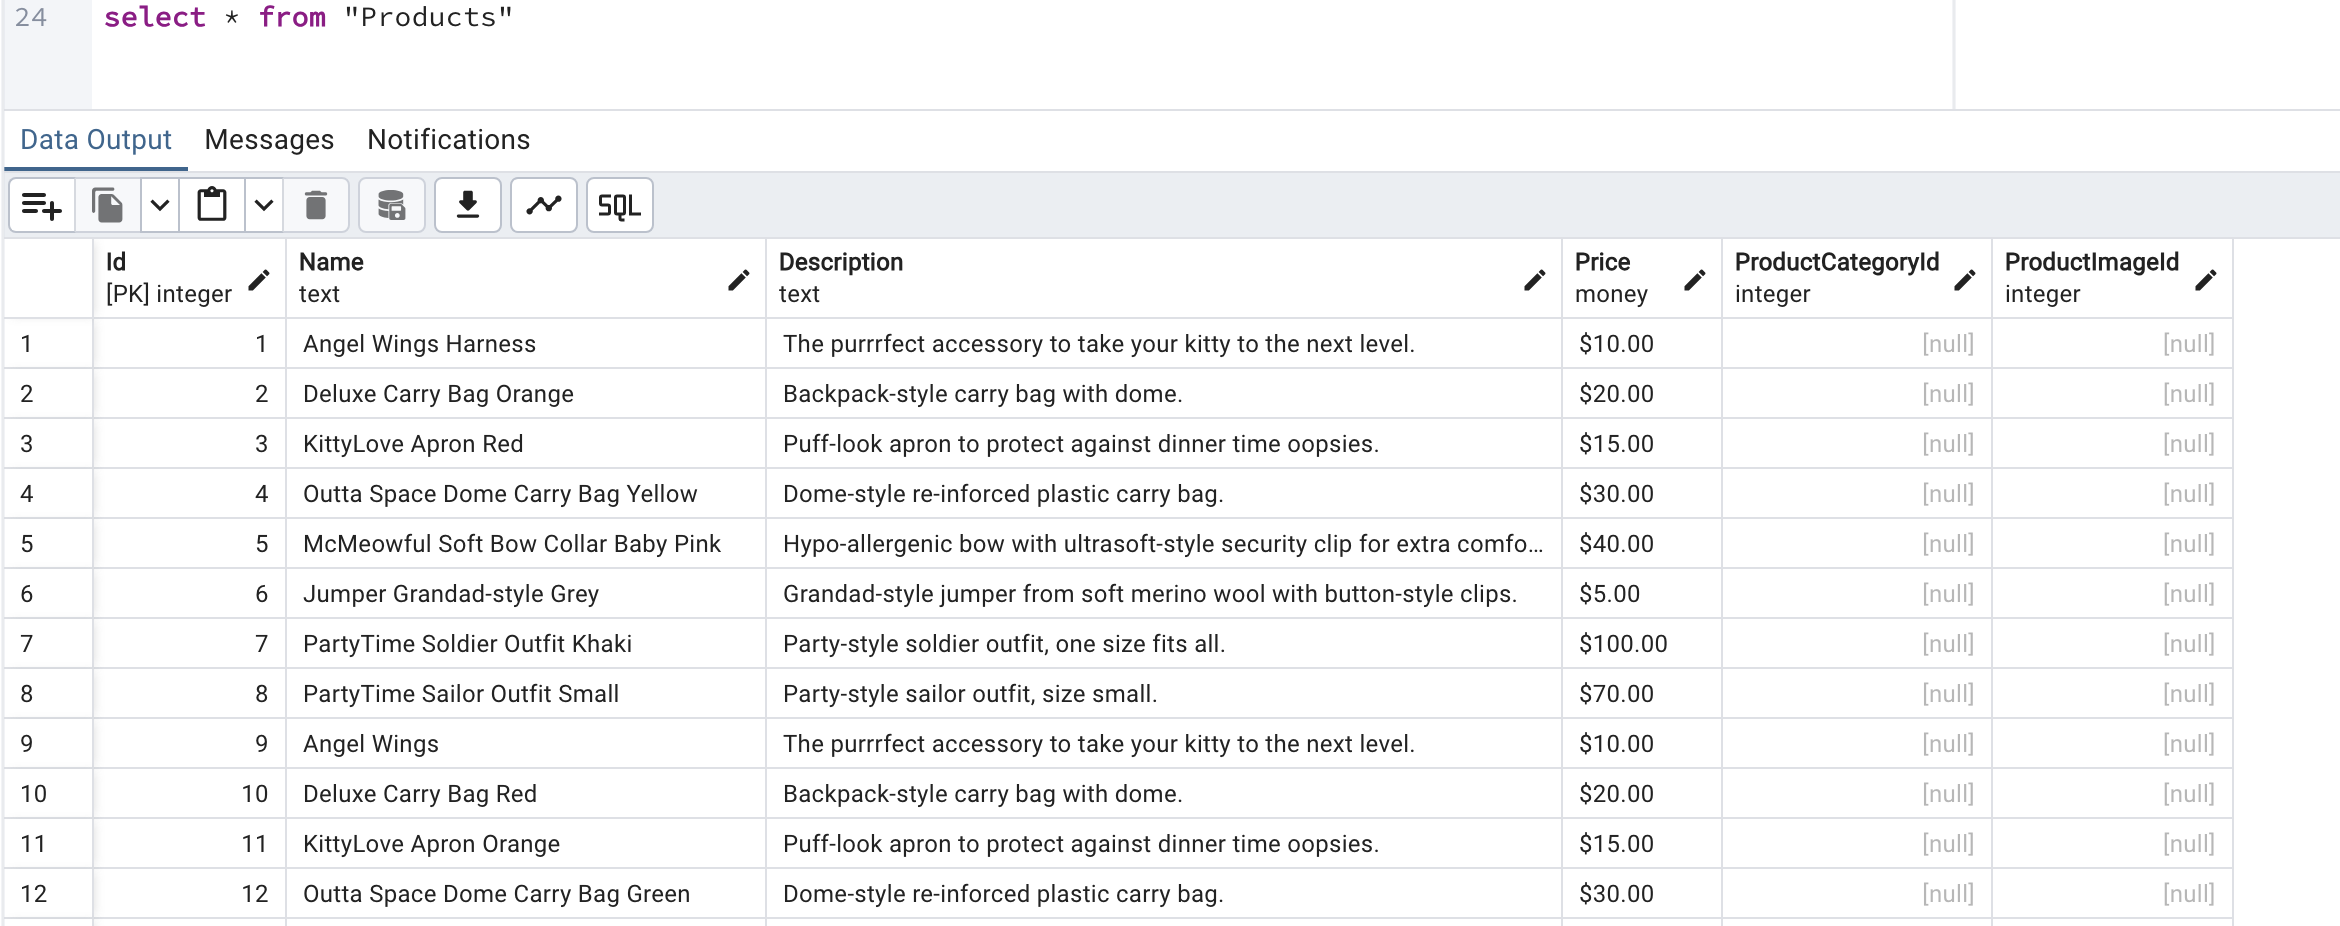 24 select * from "Products"
Data Output Messages Notifications
SQL
Id Name Description Price ProductCategoryId ProductImageId
[PK] integer text text money integer integer
1 1 Angel Wings Harness The purrrfect accessory to take your kitty to the next level. $10.00 [null] [null]
2 2 Deluxe Carry Bag Orange Backpack-style carry bag with dome. $20.00 [null] [null]
3 3 KittyLove Apron Red Puff-look apron to protect against dinner time oopsies. $15.00 [null] [null]
4 4 Outta Space Dome Carry Bag Yellow Dome-style re-inforced plastic carry bag. $30.00 [null] [null]
5 5 McMeowful Soft Bow Collar Baby Pink Hypo-allergenic bow with ultrasoft-style security clip for extra comfo... $40.00 [null] [null]
6 6 Jumper Grandad-style Grey Grandad-style jumper from soft merino wool with button-style clips. $5.00 [null] [null]
7 7 PartyTime Soldier Outfit Khaki Party-style soldier outfit, one size fits all. $100.00 [null] [null]
8 8 PartyTime Sailor Outfit Small Party-style sailor outfit, size small. $70.00 [null] [null]
9 9 Angel Wings The purrrfect accessory to take your kitty to the next level. $10.00 [null] [null]
10 10 Deluxe Carry Bag Red Backpack-style carry bag with dome. $20.00 [null] [null]
11 11 KittyLove Apron Orange Puff-look apron to protect against dinner time oopsies. $15.00 [null] [null]
12 12 Outta Space Dome Carry Bag Green Dome-style re-inforced plastic carry bag. $30.00 [null] [null]